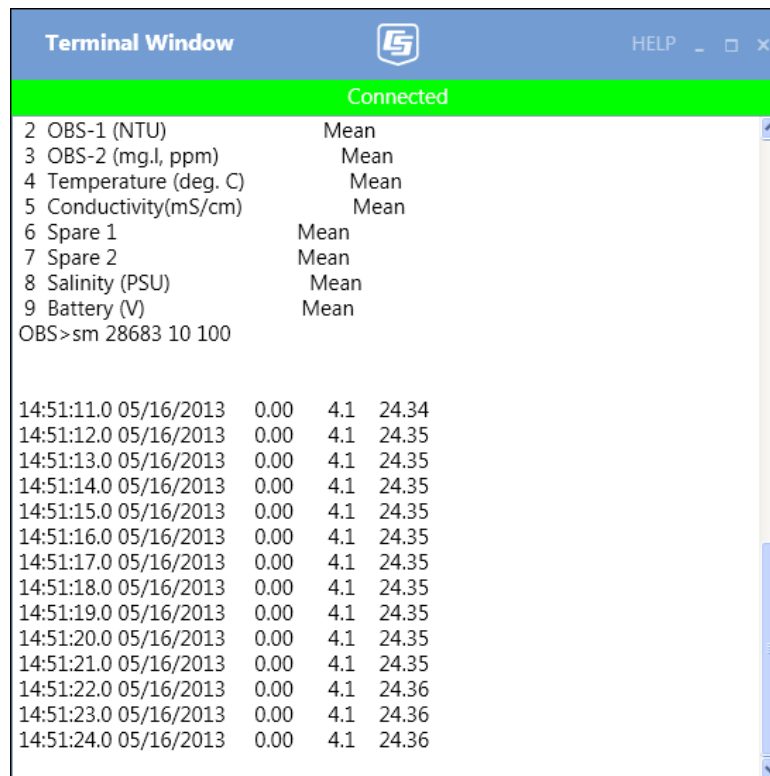 Terminal Window
HELP
Connected
2 OBS-1 (NTU) Mean
3 OBS-2 (mg.l, ppm) Mean
4 Temperature (deg. C) Mean
5 Conductivity(mS/cm) Mean
6 Spare 1 Mean
7 Spare 2 Mean
8 Salinity (PSU) Mean
9 Battery (V) Mean
OBS>sm 28683 10 100
14:51:11.0 05/16/2013 0.00 4.1 24.34
14:51:12.0 05/16/2013 0.00 4.1 24.35
14:51:13.0 05/16/2013 0.00 4.1 24.35
14:51:14.0 05/16/2013 0.00 4.1 24.35
14:51:15.0 05/16/2013 0.00 4.1 24.35
14:51:16.0 05/16/2013 0.00 4.1 24.35
14:51:17.0 05/16/2013 0.00 4.1 24.35
14:51:18.0 05/16/2013 0.00 4.1 24.35
14:51:19.0 05/16/2013 0.00 4.1 24.35
14:51:20.0 05/16/2013 0.00 4.1 24.35
14:51:21.0 05/16/2013 0.00 4.1 24.35
14:51:22.0 05/16/2013 0.00 4.1 24.36
14:51:23.0 05/16/2013 0.00 4.1 24.36
14:51:24.0 05/16/2013 0.00 4.1 24.36